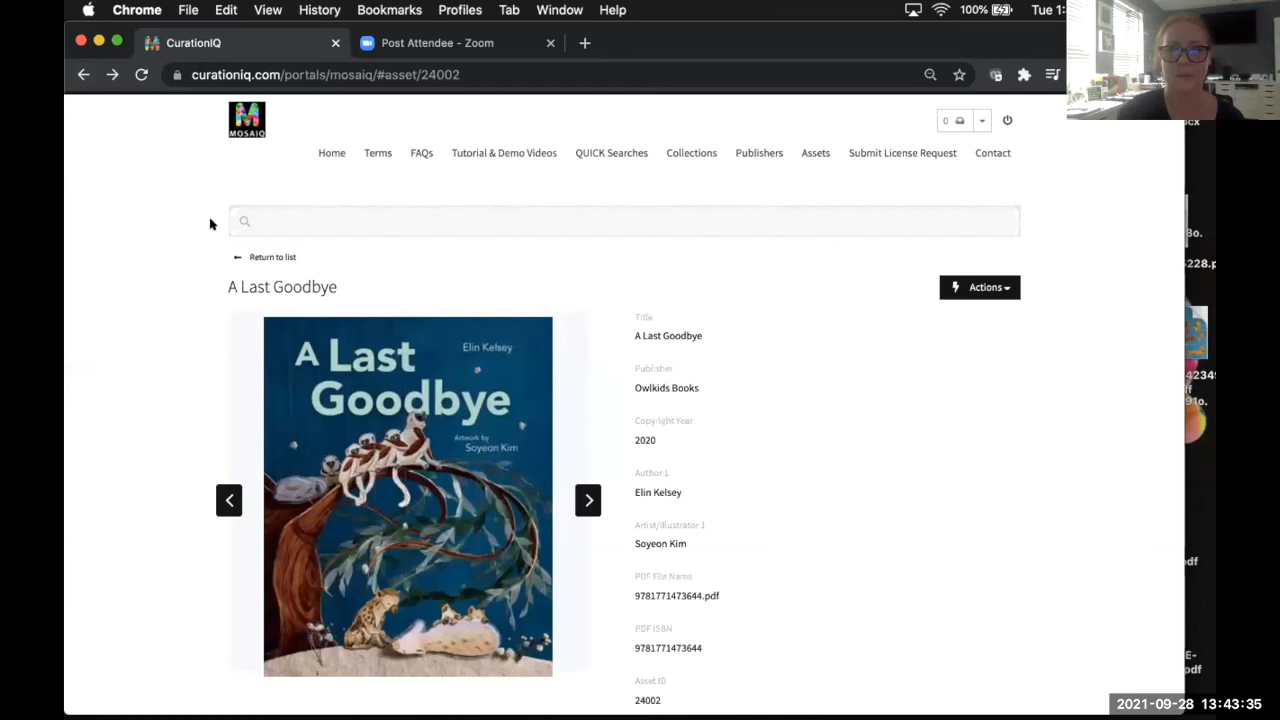 Chrome File Edit View History Bookmarks Profiles Tab Window Help 100% Tue 1
CurationIQ Post Attendee - Zoom
curationiq.com/portals/mosaiq/#asset/24002
MOSAIQ
0
Home Terms FAQs Tutorial & Demo Videos QUICK Searches Collections Publishers Assets Submit License Request Contact
Return to list
A Last Goodbye
Actions
A Last
Goodbye
Elin Kelsey
Artwork by
Soyeon Kim
Title
A Last Goodbye
Publisher
Owlkids Books
Copyright Year
2020
Author 1
Elin Kelsey
Artist/Illustrator 1
Soyeon Kim
PDF File Name
9781771473644.pdf
PDF ISBN
9781771473644
Asset ID
24002
2021-09-28 13:43:35